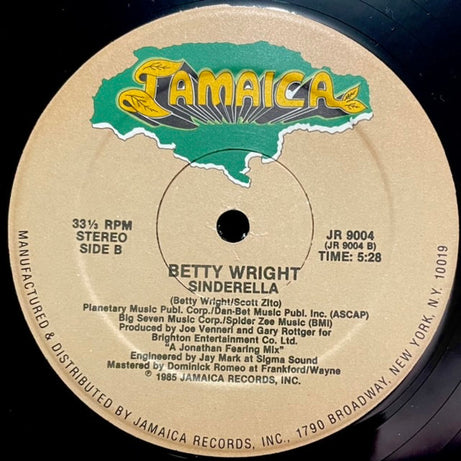 JAMAICA
33⅓ RPM
STEREO
SIDE B
JR 9004
(JR 9004 B)
TIME: 5:28
BETTY WRIGHT
SINDERELLA
(Betty Wright/Scott Zito)
Planetary Music Publ. Corp./Dan-Bet Music Publ. Inc. (ASCAP)
Big Seven Music Corp./Spider Zee Music (BMI)
Produced by Joe Venneri and Gary Rottger for
Brighton Entertainment Co. Ltd.
"A Jonathan Fearing Mix"
Engineered by Jay Mark at Sigma Sound
Mastered by Dominick Romeo at Frankford/Wayne
℗ 1985 JAMAICA RECORDS, INC.
MANUFACTURED & DISTRIBUTED BY JAMAICA RECORDS, INC., 1790 BROADWAY, NEW YORK, N.Y. 10019